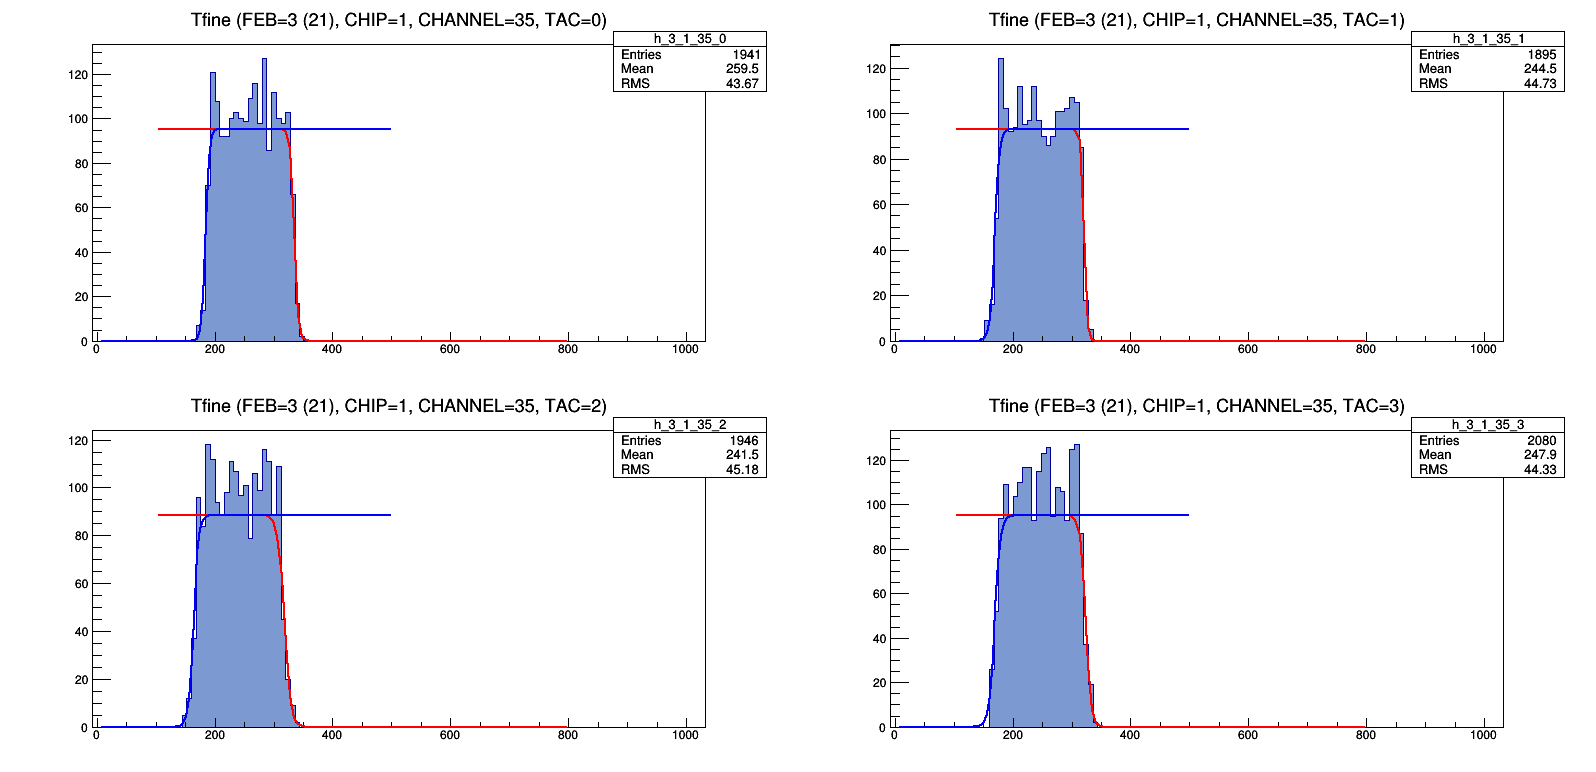 Tfine (FEB=3 (21), CHIP=1, CHANNEL=35, TAC=0)
h_3_1_35_0
Entries 1941
Mean 259.5
RMS 43.67
120
100
80
60
40
20
0
0 200 400 600 800 1000
Tfine (FEB=3 (21), CHIP=1, CHANNEL=35, TAC=1)
h_3_1_35_1
Entries 1895
Mean 244.5
RMS 44.73
120
100
80
60
40
20
0
0 200 400 600 800 1000
Tfine (FEB=3 (21), CHIP=1, CHANNEL=35, TAC=2)
h_3_1_35_2
Entries 1946
Mean 241.5
RMS 45.18
120
100
80
60
40
20
0
0 200 400 600 800 1000
Tfine (FEB=3 (21), CHIP=1, CHANNEL=35, TAC=3)
h_3_1_35_3
Entries 2080
Mean 247.9
RMS 44.33
120
100
80
60
40
20
0
0 200 400 600 800 1000